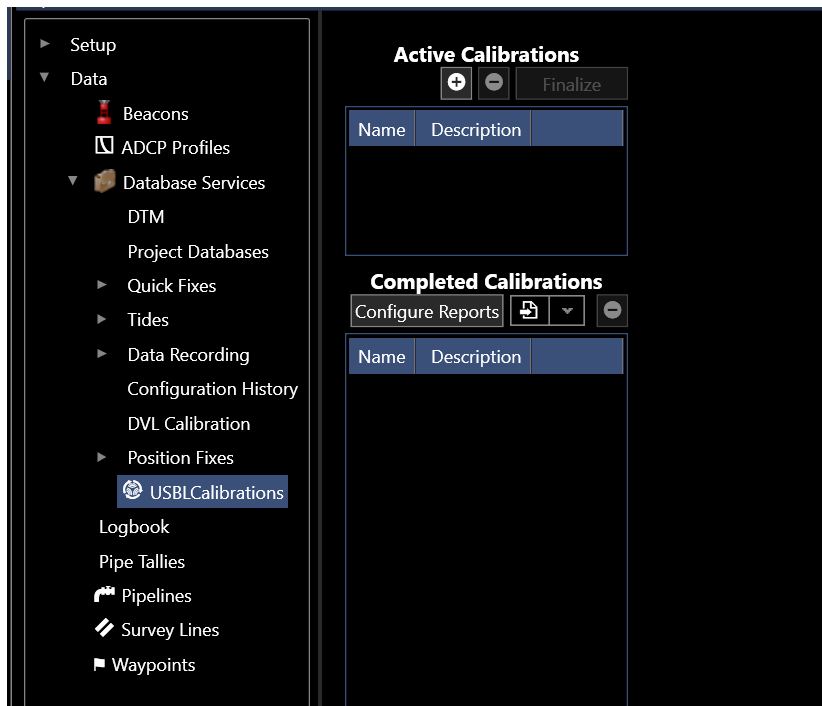 Setup
Data
Beacons
ADCP Profiles
Database Services
DTM
Project Databases
Quick Fixes
Tides
Data Recording
Configuration History
DVL Calibration
Position Fixes
USBLCalibrations
Logbook
Pipe Tallies
Pipelines
Survey Lines
Waypoints
Active Calibrations
Finalize
Name Description
Completed Calibrations
Configure Reports
Name Description